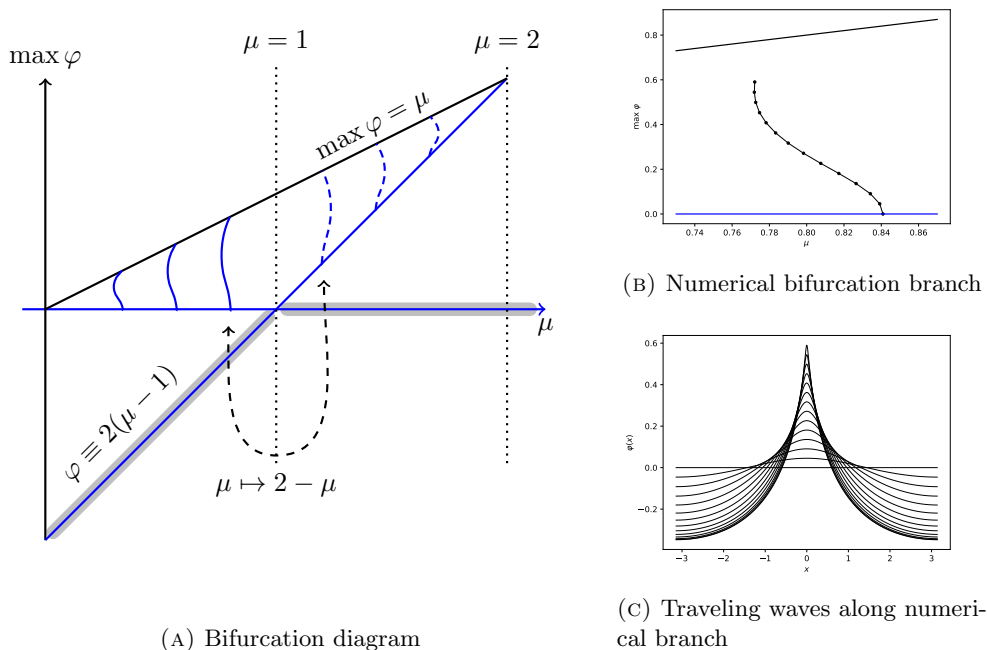 max φ
μ = 1
μ = 2
max φ = μ
μ
φ ≡ 2(μ − 1)
μ ↦ 2 − μ
(A) Bifurcation diagram
0.8
0.6
0.4
0.2
0.0
max φ
0.74 0.76 0.78 0.80 0.82 0.84 0.86
μ
(B) Numerical bifurcation branch
0.6
0.4
0.2
0.0
−0.2
φ(x)
−3 −2 −1 0 1 2 3
x
(C) Traveling waves along numeri-
cal branch